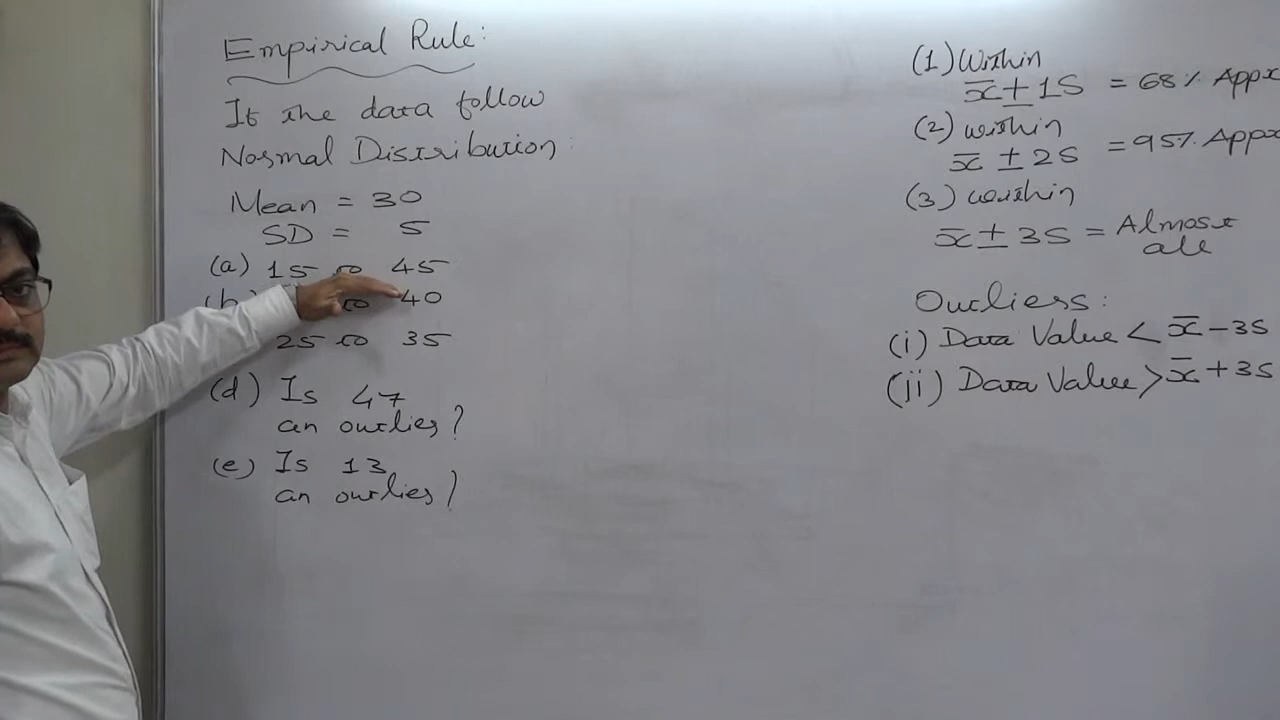 Empirical Rule:
If the data follow
Normal Distribution:
Mean = 30
SD = 5
(a) 15 to 45
(b) to 40
25 to 35
(d) Is 47
an outlier?
(e) Is 13
an outlier?
(1) Within
x̄ ± 1S = 68% Appx
(2) within
x̄ ± 2S = 95% Appx
(3) within
x̄ ± 3S = Almost
all
Outliers:
(i) Data Value < x̄ - 3S
(ii) Data Value > x̄ + 3S